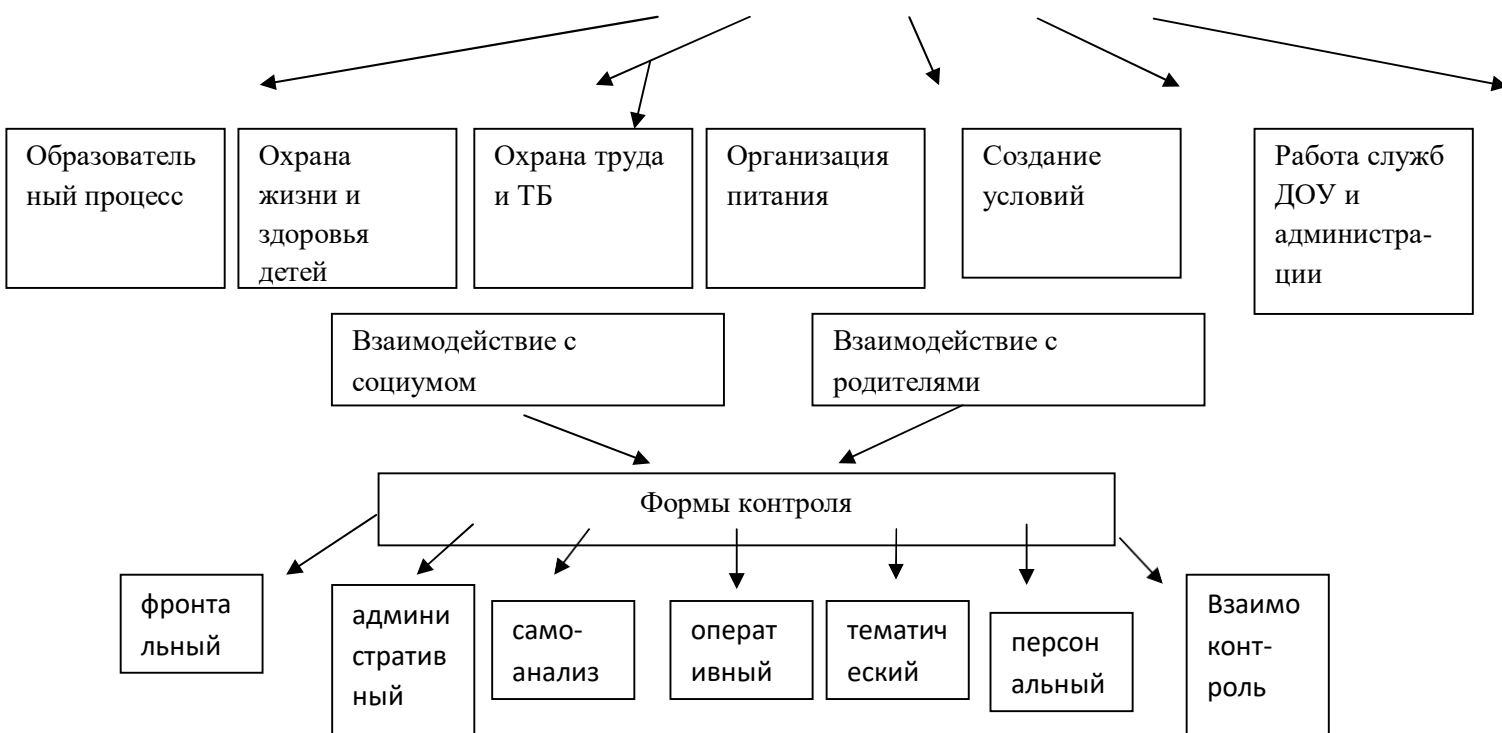 Образователь
ный процесс
Охрана
жизни и
здоровья
детей
Охрана труда
и ТБ
Организация
питания
Создание
условий
Работа служб
ДОУ и
администра-
ции
Взаимодействие с
социумом
Взаимодействие с
родителями
Формы контроля
фронта
льный
админи
стратив
ный
само-
анализ
операт
ивный
тематич
еский
персон
альный
Взаимо
конт-
роль